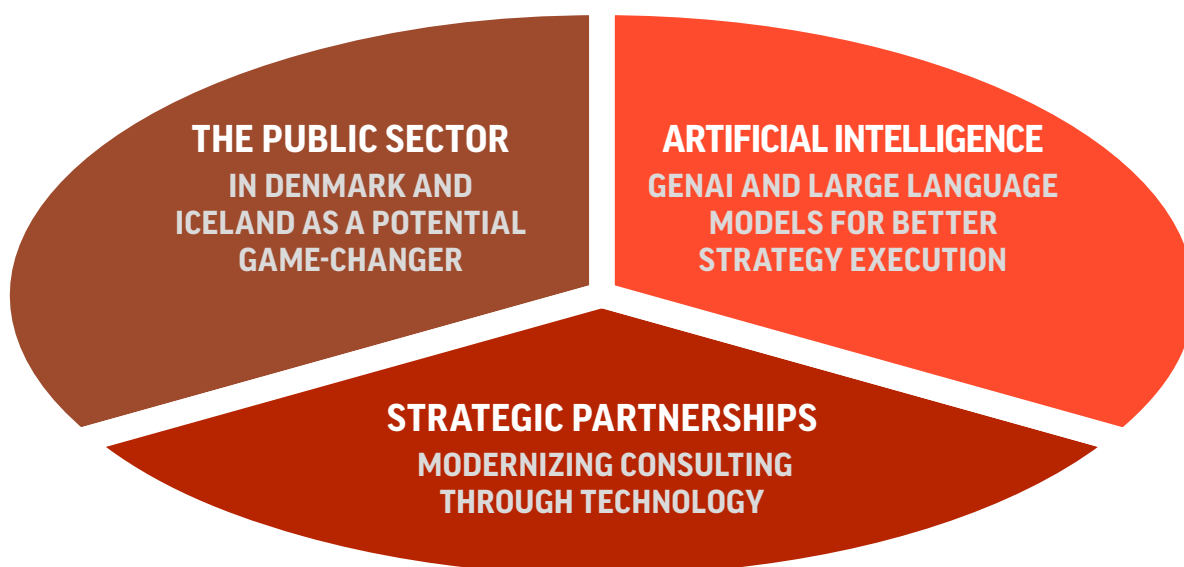 THE PUBLIC SECTOR
IN DENMARK AND
ICELAND AS A POTENTIAL
GAME-CHANGER
ARTIFICIAL INTELLIGENCE
GENAI AND LARGE LANGUAGE
MODELS FOR BETTER
STRATEGY EXECUTION
STRATEGIC PARTNERSHIPS
MODERNIZING CONSULTING
THROUGH TECHNOLOGY